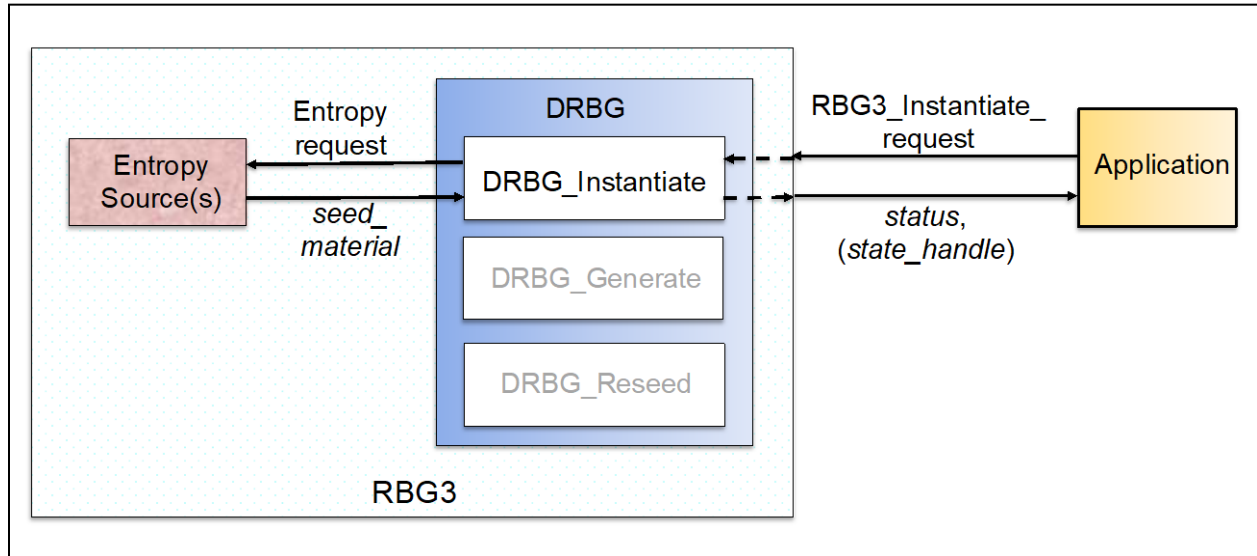 Entropy
request
DRBG
RBG3_Instantiate_
request
Entropy
Source(s)
DRBG_Instantiate
Application
seed_
material
status,
(state_handle)
DRBG_Generate
DRBG_Reseed
RBG3